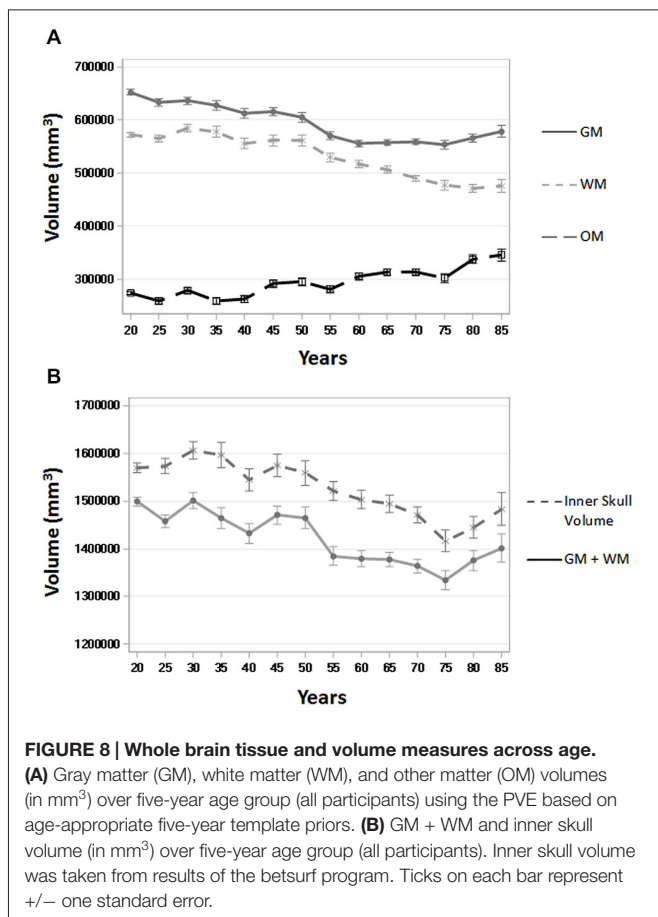 A
700000
600000
500000
400000
300000
Volume (mm³)
20 25 30 35 40 45 50 55 60 65 70 75 80 85
Years
GM
WM
OM
B
1700000
1600000
1500000
1400000
1300000
1200000
Volume (mm³)
20 25 30 35 40 45 50 55 60 65 70 75 80 85
Years
Inner Skull
Volume
GM + WM
FIGURE 8 | Whole brain tissue and volume measures across age.
(A) Gray matter (GM), white matter (WM), and other matter (OM) volumes
(in mm³) over five-year age group (all participants) using the PVE based on
age-appropriate five-year template priors. (B) GM + WM and inner skull
volume (in mm³) over five-year age group (all participants). Inner skull volume
was taken from results of the betsurf program. Ticks on each bar represent
+/− one standard error.